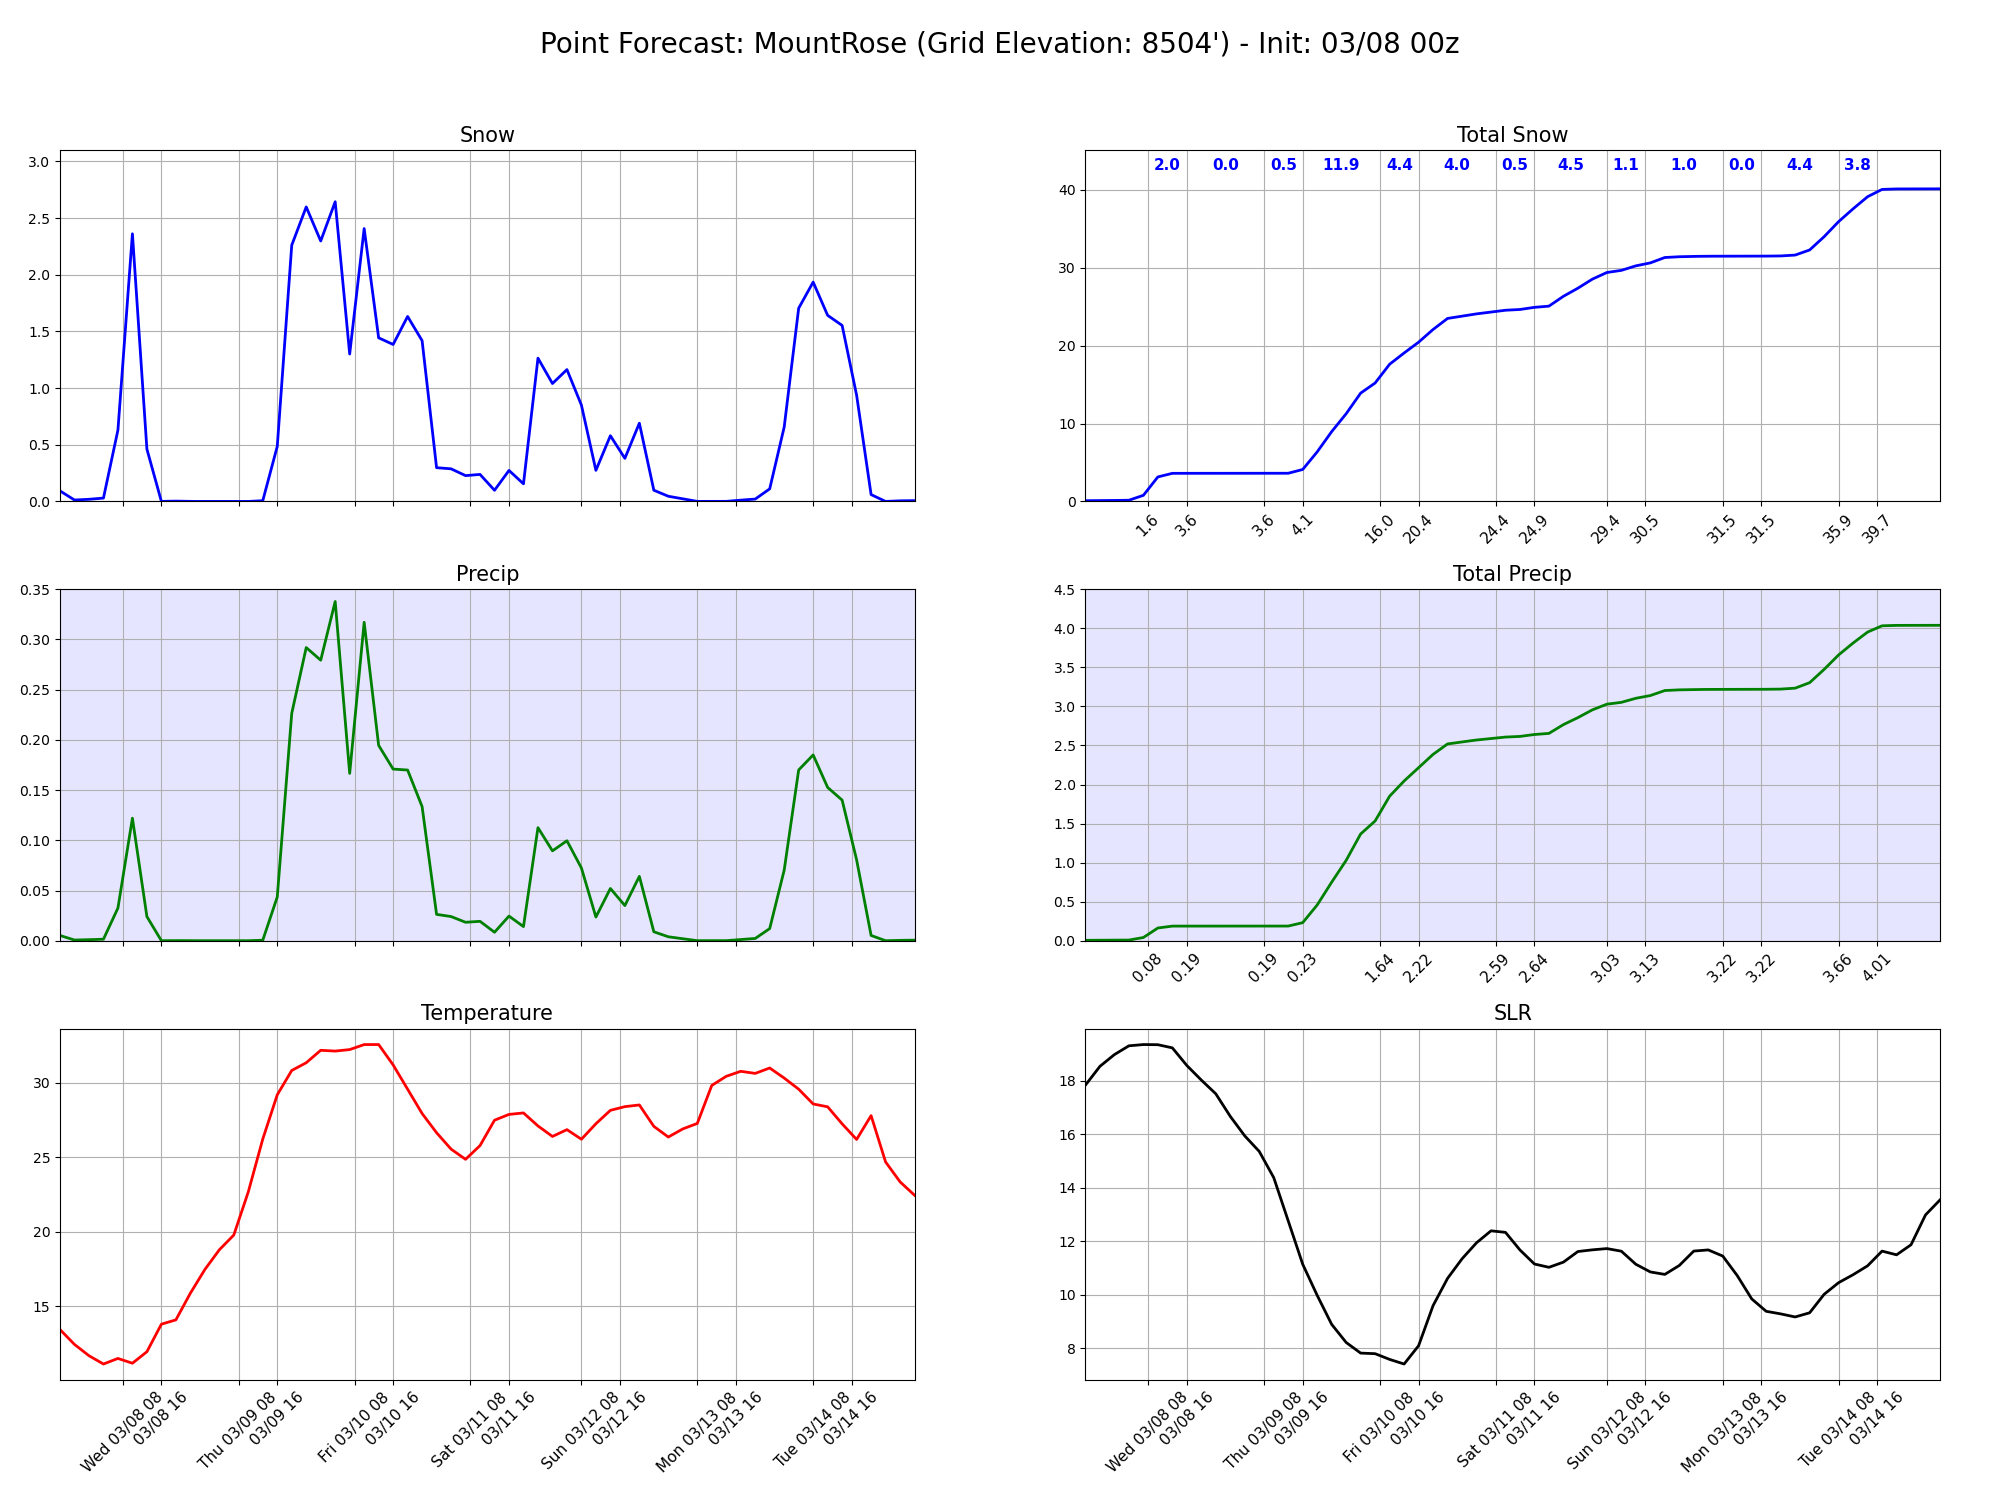 Point Forecast: MountRose (Grid Elevation: 8504') - Init: 03/08 00z
Snow
3.0
2.5
2.0
1.5
1.0
0.5
0.0
Total Snow
2.0 0.0 0.5 11.9 4.4 4.0 0.5 4.5 1.1 1.0 0.0 4.4 3.8
40
30
20
10
0
1.6 3.6 3.6 4.1 16.0 20.4 24.4 24.9 29.4 30.5 31.5 31.5 35.9 39.7
Precip
0.35
0.30
0.25
0.20
0.15
0.10
0.05
0.00
Total Precip
4.5
4.0
3.5
3.0
2.5
2.0
1.5
1.0
0.5
0.0
0.08 0.19 0.19 0.23 1.64 2.22 2.59 2.64 3.03 3.13 3.22 3.22 3.66 4.01
Temperature
30
25
20
15
Wed 03/08 08
03/08 16
Thu 03/09 08
03/09 16
Fri 03/10 08
03/10 16
Sat 03/11 08
03/11 16
Sun 03/12 08
03/12 16
Mon 03/13 08
03/13 16
Tue 03/14 08
03/14 16
SLR
18
16
14
12
10
8
Wed 03/08 08
03/08 16
Thu 03/09 08
03/09 16
Fri 03/10 08
03/10 16
Sat 03/11 08
03/11 16
Sun 03/12 08
03/12 16
Mon 03/13 08
03/13 16
Tue 03/14 08
03/14 16